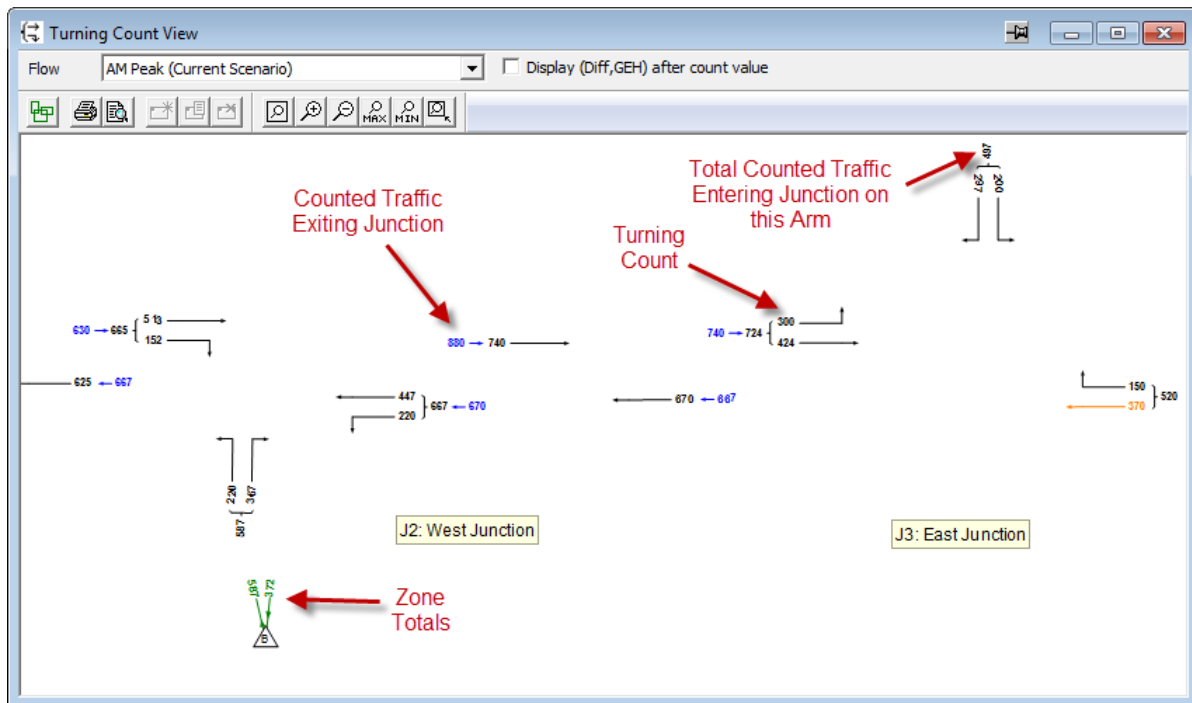 Turning Count View
Flow
AM Peak (Current Scenario)
Display (Diff,GEH) after count value
MAX
MIN
Counted Traffic
Exiting Junction
Total Counted Traffic
Entering Junction on
this Arm
Turning
Count
497
297
200
630
665
513
152
880
740
740
724
300
424
625
667
447
220
667
670
670
667
150
370
520
220
367
587
J2: West Junction
J3: East Junction
587
372
Zone
Totals
B